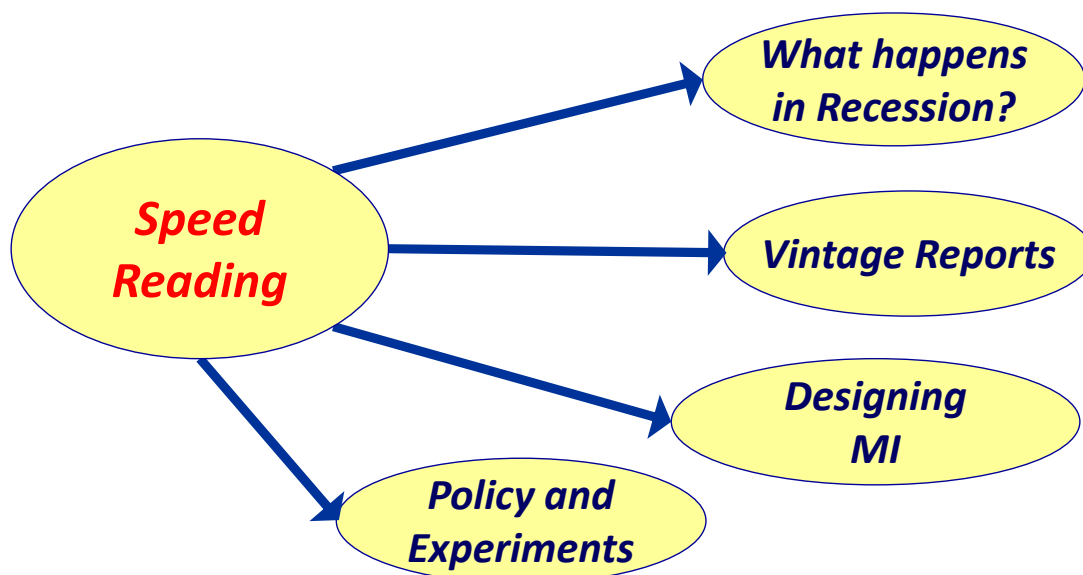 What happens
in Recession?
Speed
Reading
Vintage Reports
Designing
MI
Policy and
Experiments